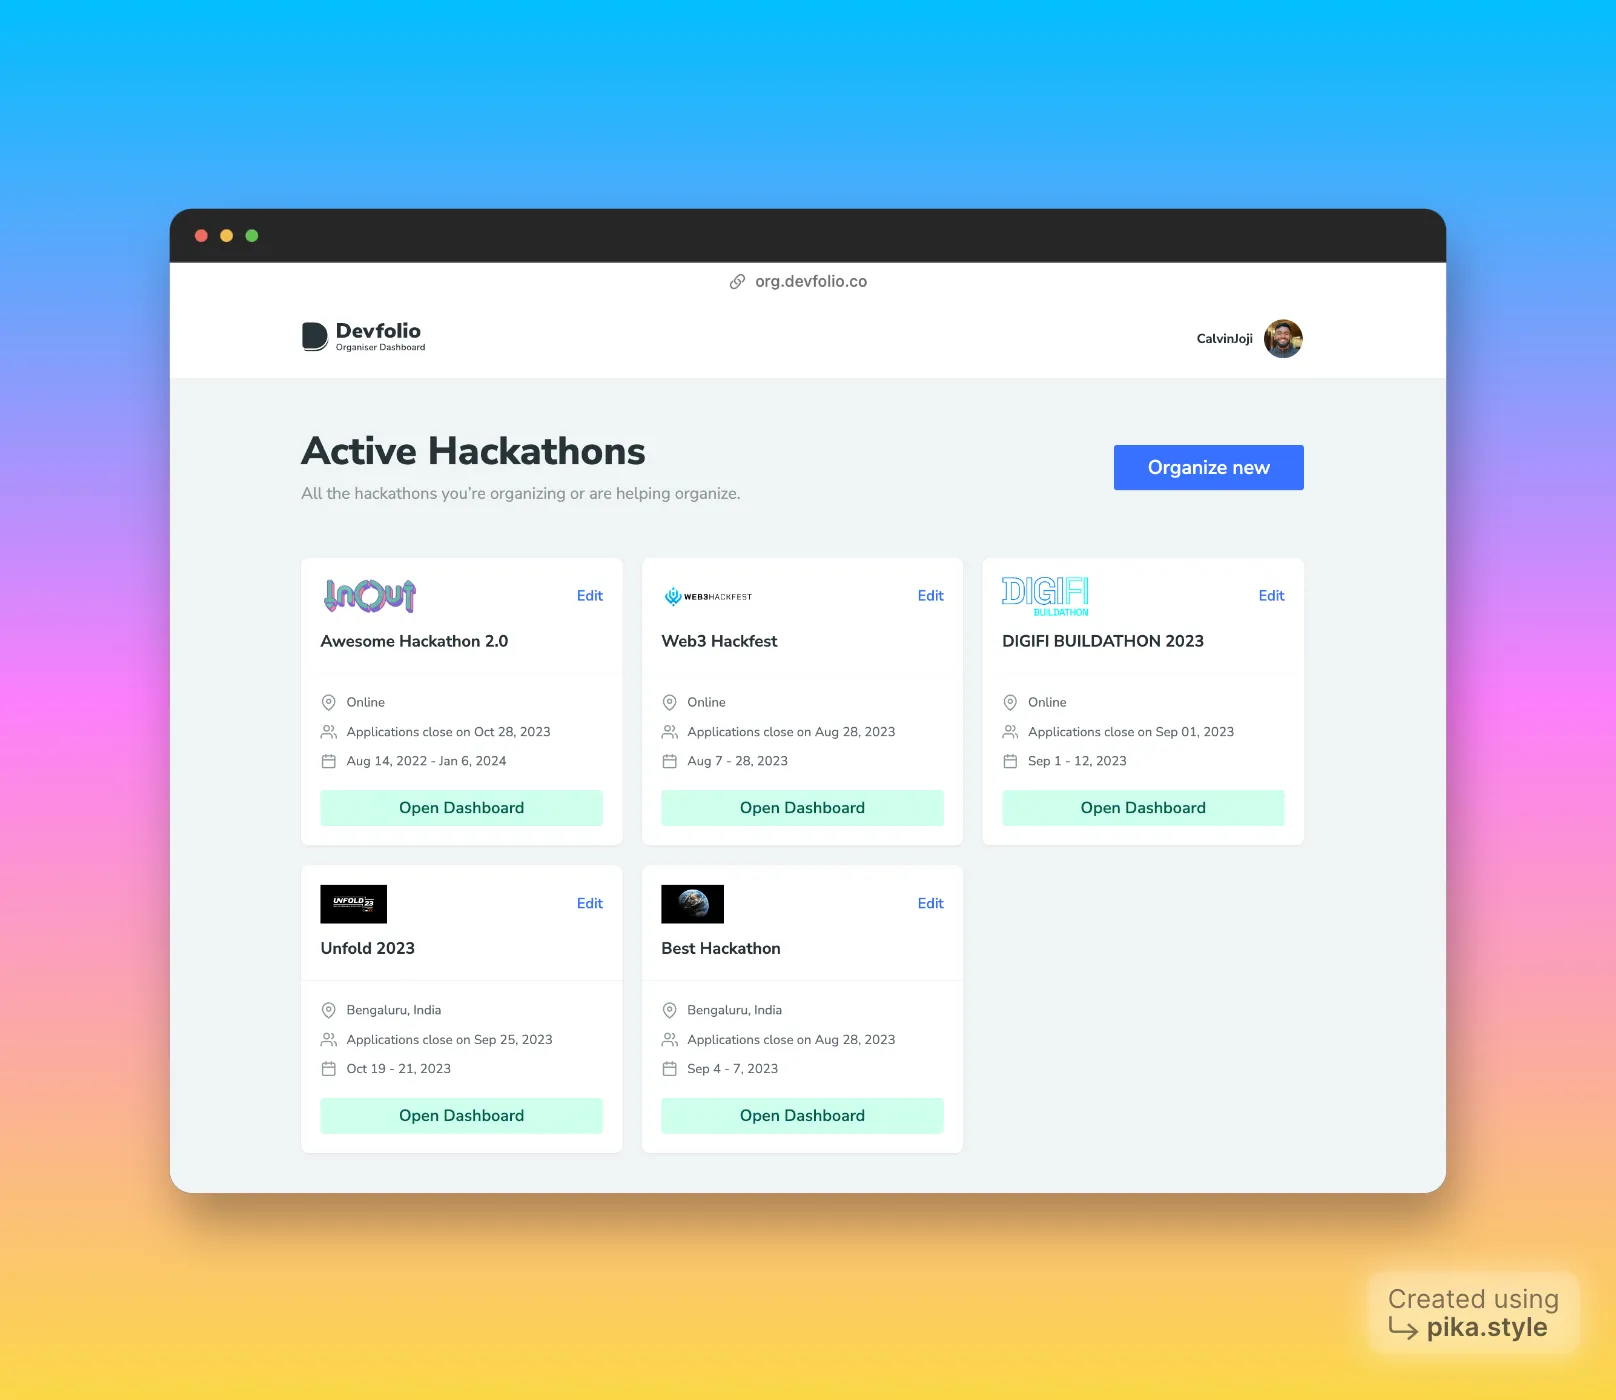 org.devfolio.co
Devfolio
Organiser Dashboard
CalvinJoji
Active Hackathons
All the hackathons you’re organizing or are helping organize.
Organize new
InOut
Edit
Awesome Hackathon 2.0
Online
Applications close on Oct 28, 2023
Aug 14, 2022 - Jan 6, 2024
Open Dashboard
WEB3HACKFEST
Edit
Web3 Hackfest
Online
Applications close on Aug 28, 2023
Aug 7 - 28, 2023
Open Dashboard
DIGIFI
BUILDATHON
Edit
DIGIFI BUILDATHON 2023
Online
Applications close on Sep 01, 2023
Sep 1 - 12, 2023
Open Dashboard
UNFOLD 23
Edit
Unfold 2023
Bengaluru, India
Applications close on Sep 25, 2023
Oct 19 - 21, 2023
Open Dashboard
Edit
Best Hackathon
Bengaluru, India
Applications close on Aug 28, 2023
Sep 4 - 7, 2023
Open Dashboard
Created using
pika.style